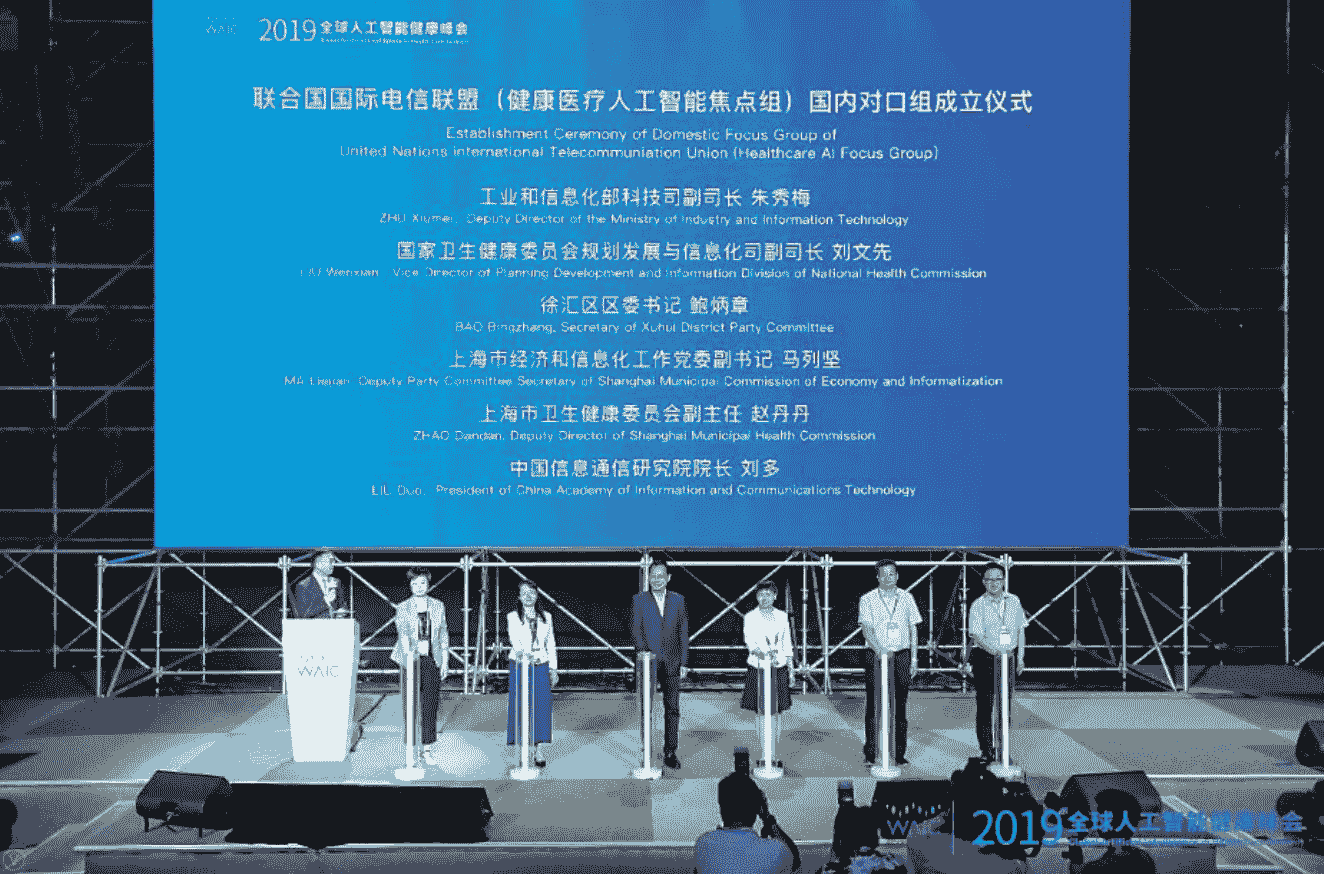 WAIC 2019全球人工智能健康峰会
联合国国际电信联盟（健康医疗人工智能焦点组）国内对口组成立仪式
Establishment Ceremony of Domestic Focus Group of
United Nations International Telecommuniation Union (Healthcare AI Focus Group)
工业和信息化部科技司副司长 朱秀梅
ZHU Xiumei, Deputy Director of the Ministry of Industry and Information Technology
国家卫生健康委员会规划发展与信息化司副司长 刘文先
LIU Wenxian, Vice Director of Planning Development and Information Division of National Health Commission
徐汇区区委书记 鲍炳章
BAO Bingzhang, Secretary of Xuhui District Party Committee
上海市经济和信息化工作党委副书记 马列坚
MA Liejian, Deputy Party Committee Secretary of Shanghai Municipal Commission of Economy and Informatization
上海市卫生健康委员会副主任 赵丹丹
ZHAO Dandan, Deputy Director of Shanghai Municipal Health Commission
中国信息通信研究院院长 刘多
LIU Duo, President of China Academy of Information and Communications Technology
WAIC
WAIC 2019全球人工智能健康峰会